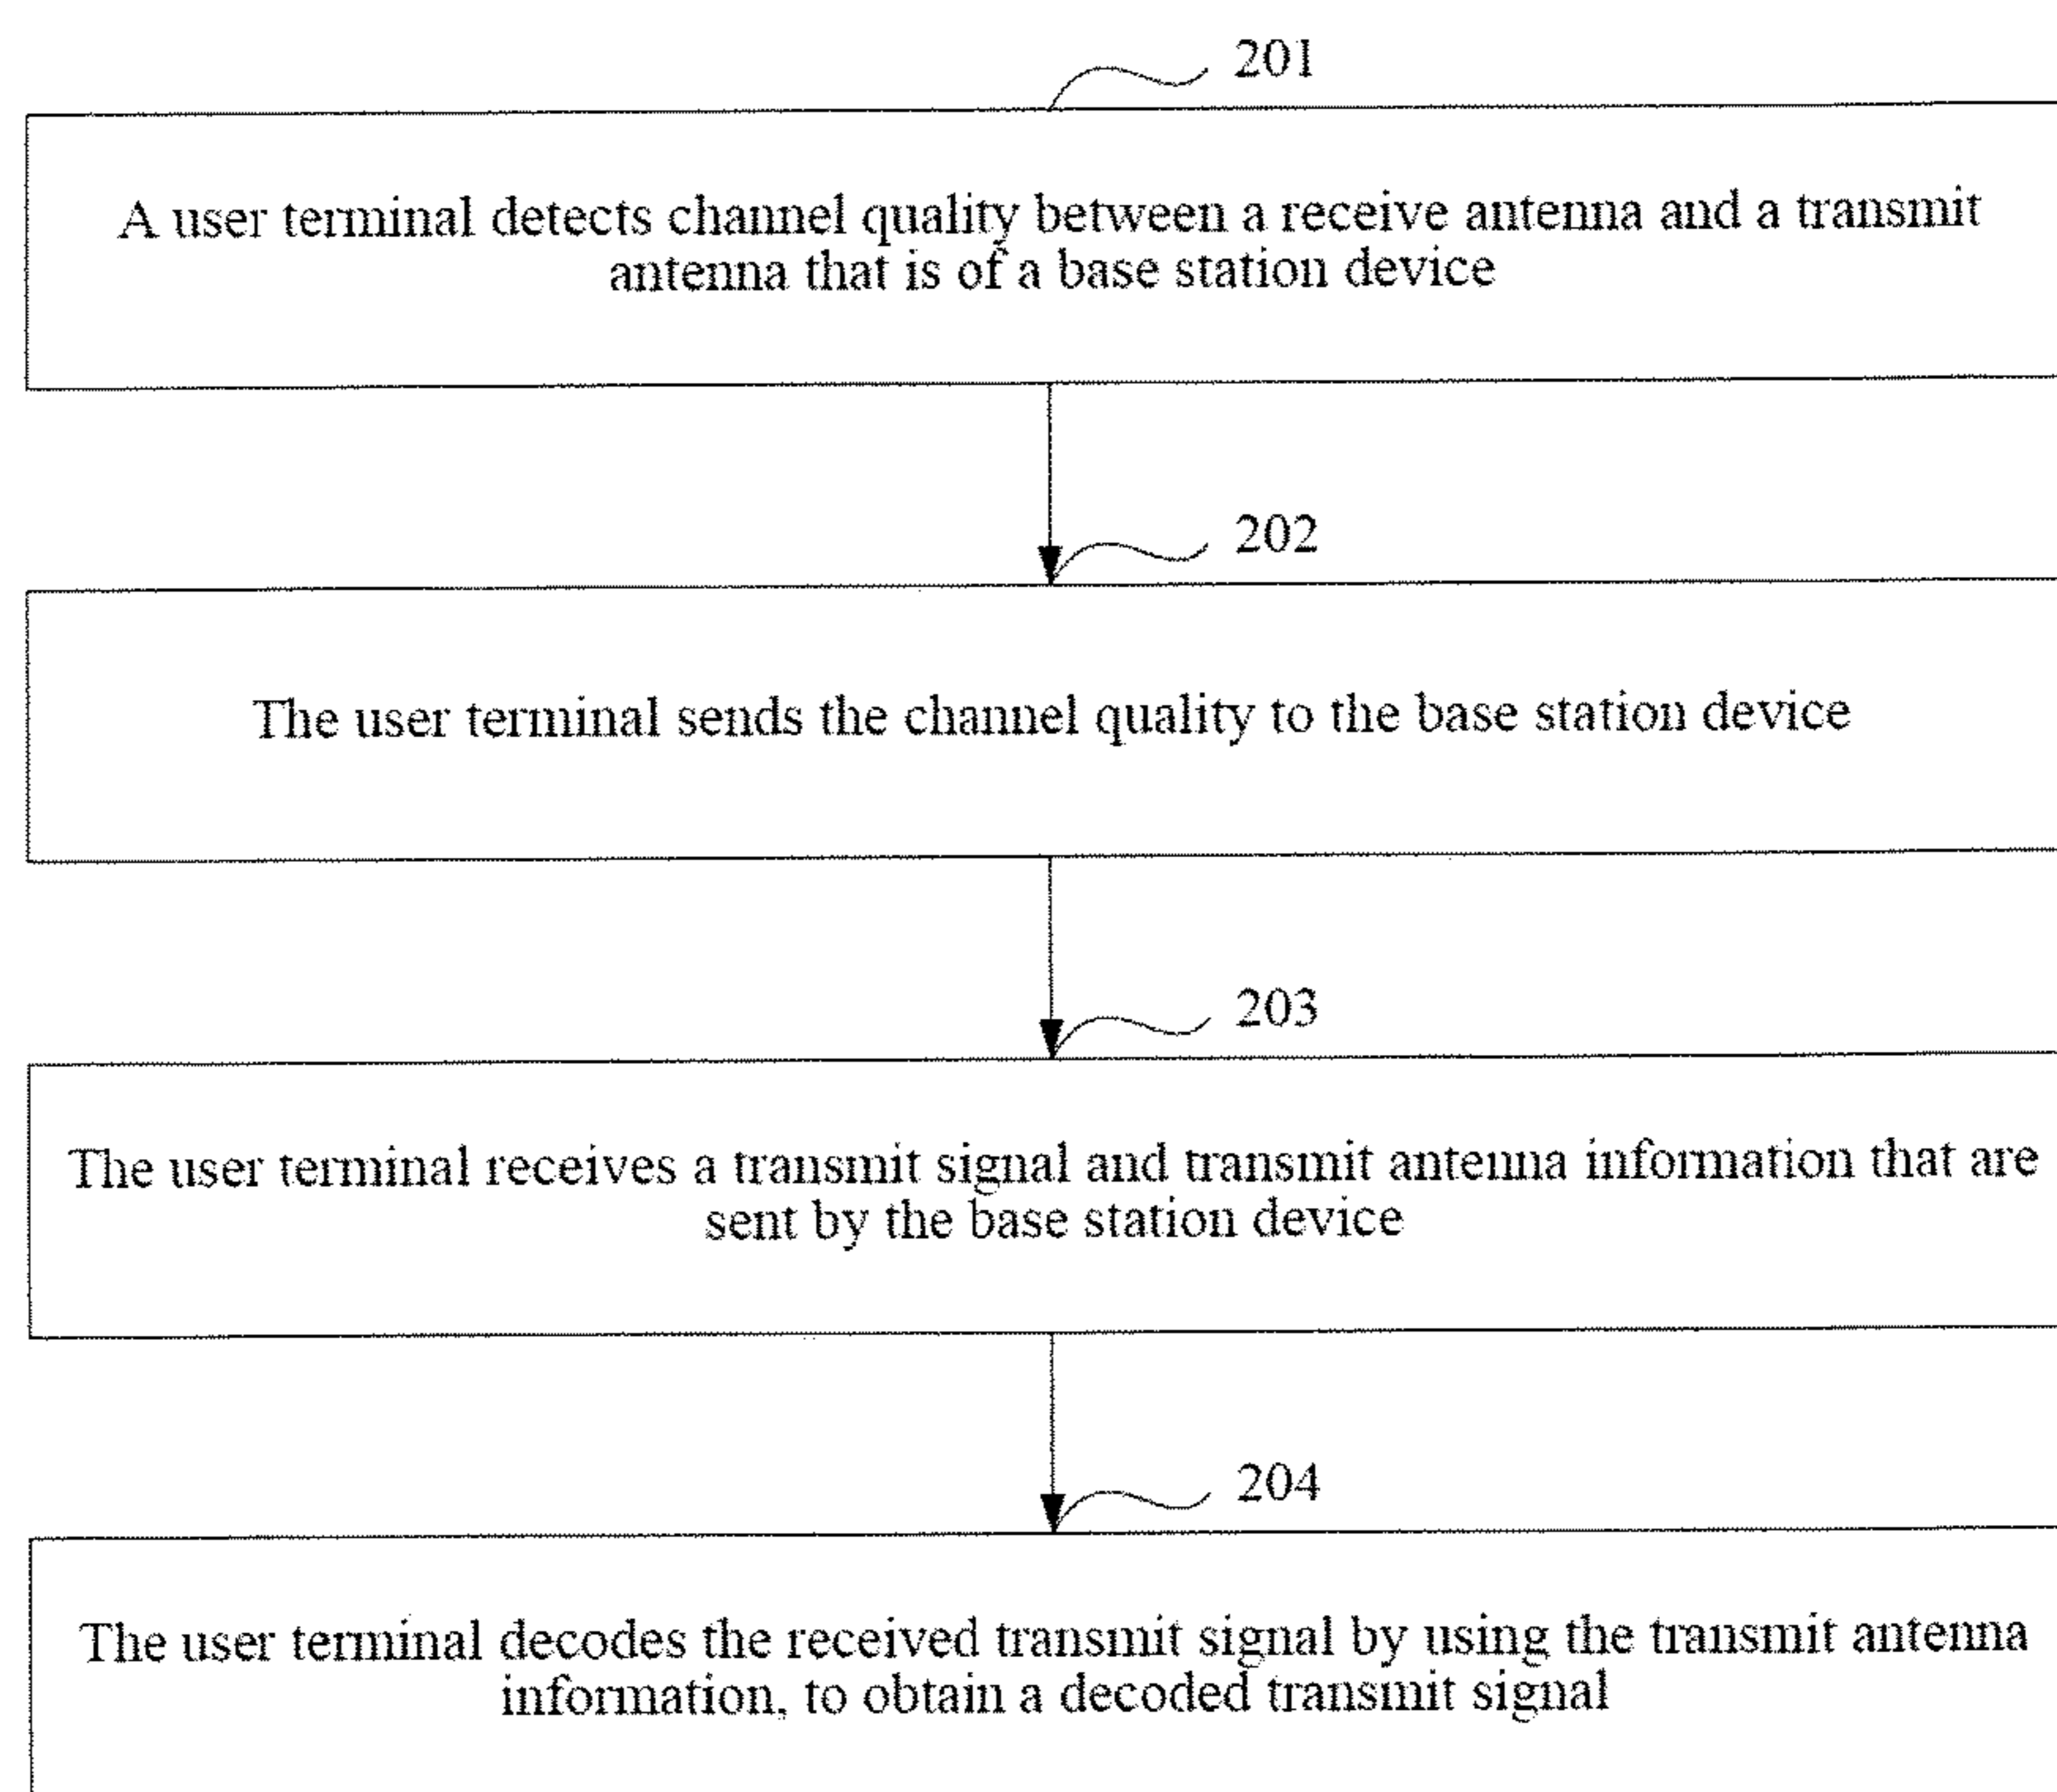 201
A user terminal detects channel quality between a receive antenna and a transmit
antenna that is of a base station device
202
The user terminal sends the channel quality to the base station device
203
The user terminal receives a transmit signal and transmit antenna information that are
sent by the base station device
204
The user terminal decodes the received transmit signal by using the transmit antenna
information, to obtain a decoded transmit signal